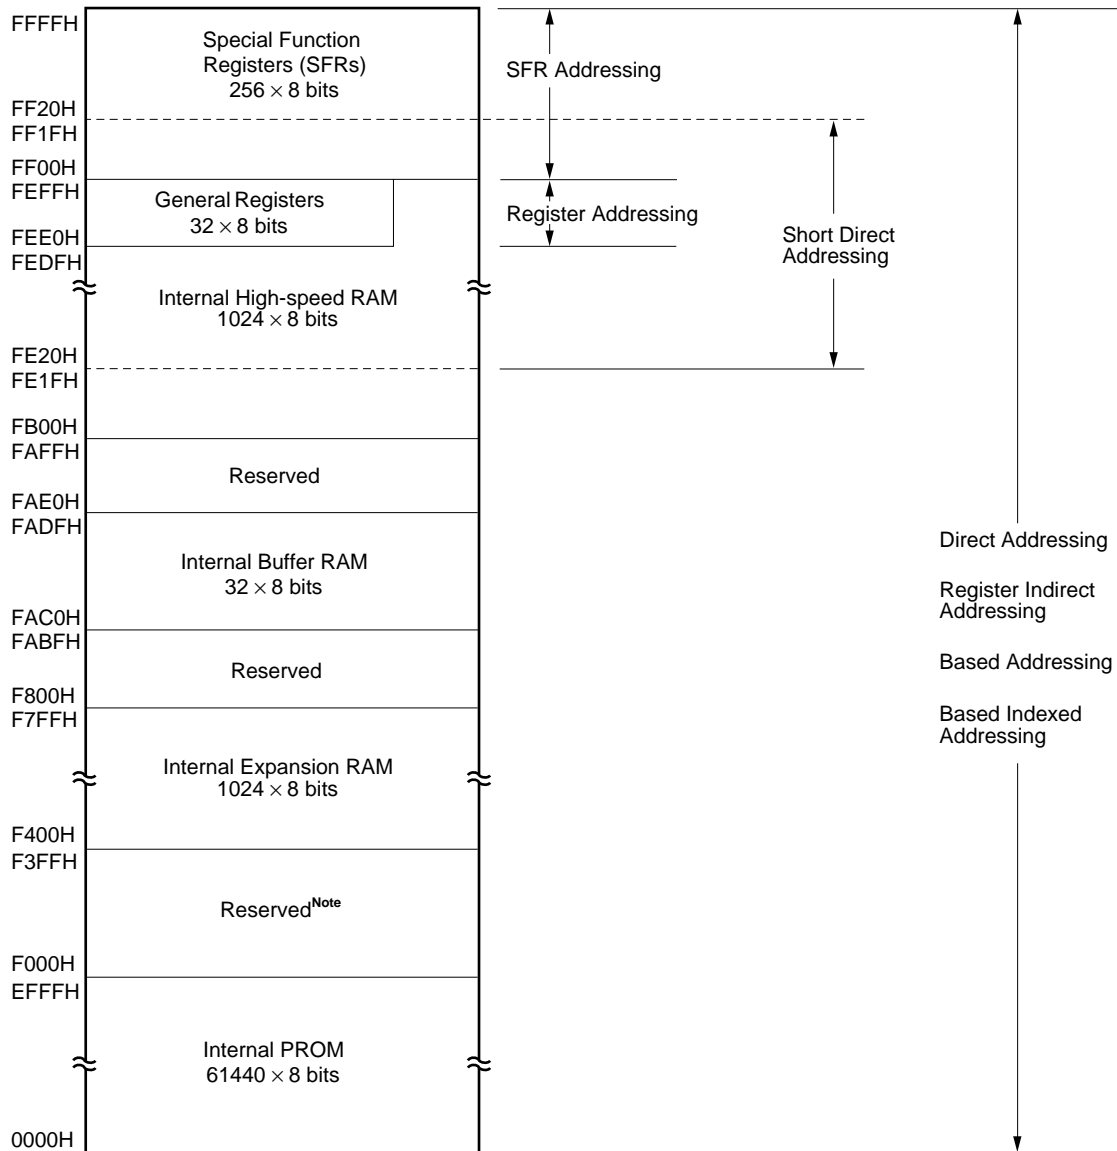 FFFFH
Special Function
Registers (SFRs)
256 × 8 bits
SFR Addressing
FF20H
FF1FH
FF00H
FEFFH
General Registers
32 × 8 bits
Register Addressing
Short Direct
Addressing
FEE0H
FEDFH
Internal High-speed RAM
1024 × 8 bits
FE20H
FE1FH
FB00H
FAFFH
Reserved
FAE0H
FADFH
Internal Buffer RAM
32 × 8 bits
FAC0H
FABFH
Reserved
F800H
F7FFH
Internal Expansion RAM
1024 × 8 bits
F400H
F3FFH
Reserved Note
F000H
EFFFH
Internal PROM
61440 × 8 bits
0000H
Direct Addressing
Register Indirect
Addressing
Based Addressing
Based Indexed
Addressing